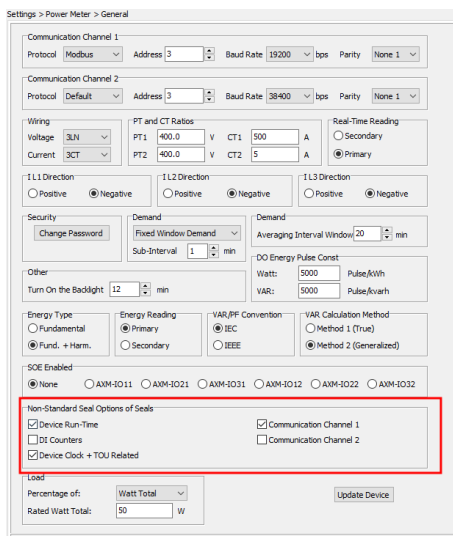 Settings > Power Meter > General
Communication Channel 1
Protocol Modbus Address 3 Baud Rate 19200 bps Parity None 1
Communication Channel 2
Protocol Default Address 3 Baud Rate 38400 bps Parity None 1
Wiring PT and CT Ratios Real-Time Reading
Voltage 3LN PT1 400.0 V CT1 500 A Secondary
Current 3CT PT2 400.0 V CT2 5 A Primary
I L1 Direction I L2 Direction I L3 Direction
Positive Negative Positive Negative Positive Negative
Security Demand Demand
Change Password Fixed Window Demand Averaging Interval Window 20 min
Sub-Interval 1 min
DO Energy Pulse Const
Other Watt: 5000 Pulse/kWh
Turn On the Backlight 12 min VAR: 5000 Pulse/kvarh
Energy Type Energy Reading VAR/PF Convention VAR Calculation Method
Fundamental Primary IEC Method 1 (True)
Fund. + Harm. Secondary IEEE Method 2 (Generalized)
SOE Enabled
None AXM-IO11 AXM-IO21 AXM-IO31 AXM-IO12 AXM-IO22 AXM-IO32
Non-Standard Seal Options of Seals
Device Run-Time Communication Channel 1
DI Counters Communication Channel 2
Device Clock + TOU Related
Load
Percentage of: Watt Total Update Device
Rated Watt Total: 50 W